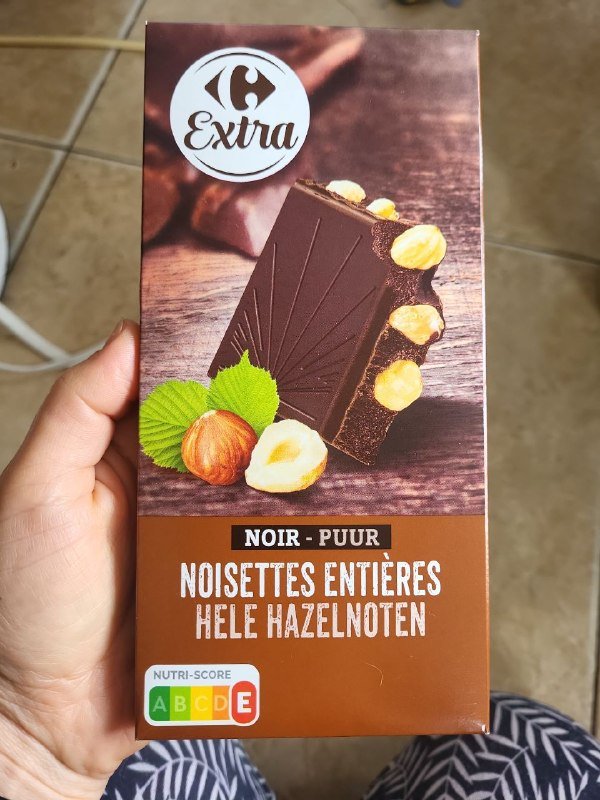 Extra
NOIR - PUUR
NOISETTES ENTIÈRES
HELE HAZELNOTEN
NUTRI-SCORE
A B C D E